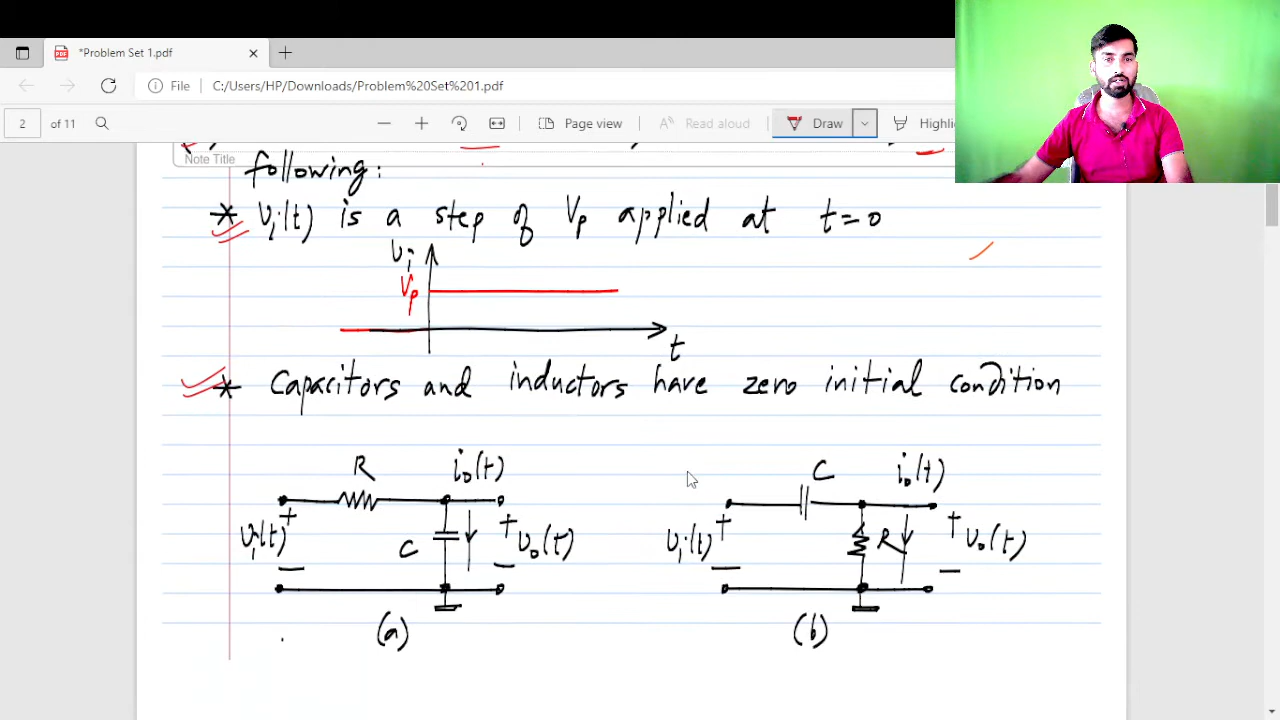 *Problem Set 1.pdf
File C:/Users/HP/Downloads/Problem%20Set%201.pdf
2 of 11 Page view Read aloud Draw Highli
Note Title
following:
* Vi(t) is a step of Vp applied at t=0
Vi
Vp
t
* Capacitors and inductors have zero initial condition
R io(t)
Vi(t) + − C + − Vo(t)
(a)
C io(t)
Vi(t) + − R + − Vo(t)
(b)